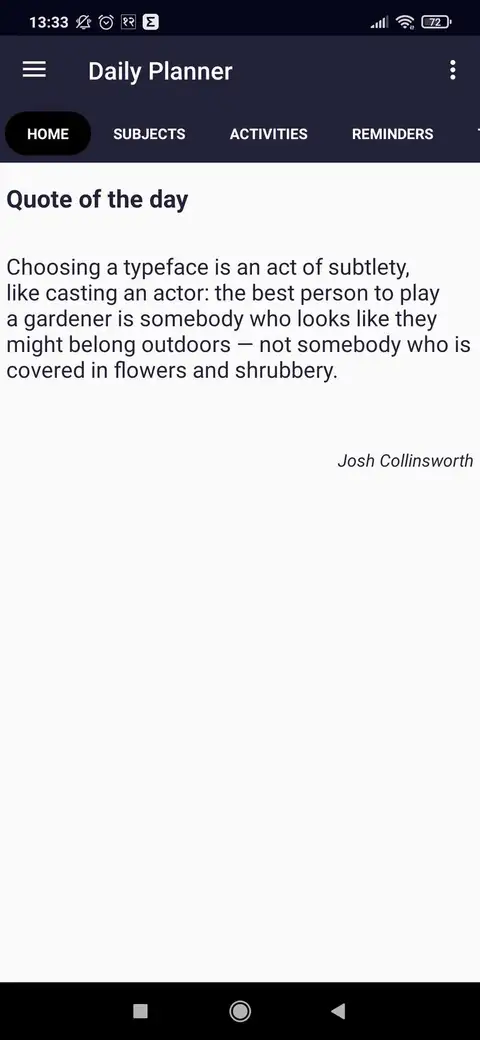 13:33 १२ Σ 72
Daily Planner
HOME SUBJECTS ACTIVITIES REMINDERS
Quote of the day
Choosing a typeface is an act of subtlety,
like casting an actor: the best person to play
a gardener is somebody who looks like they
might belong outdoors — not somebody who is
covered in flowers and shrubbery.
Josh Collinsworth